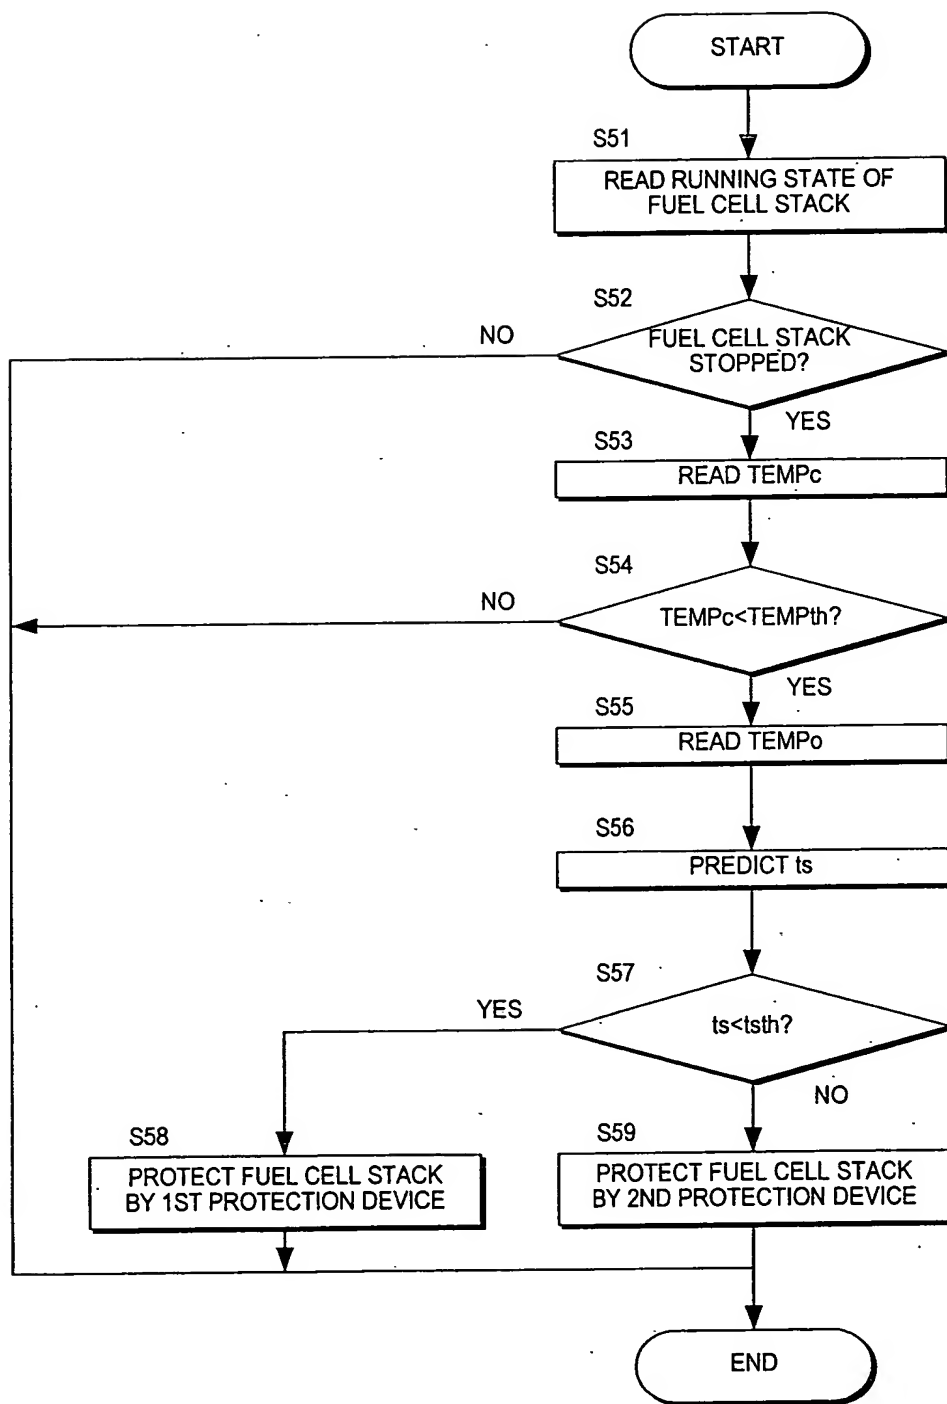 START
S51
READ RUNNING STATE OF
FUEL CELL STACK
S52
NO
FUEL CELL STACK
STOPPED?
YES
S53
READ TEMPc
S54
NO
TEMPc<TEMPth?
YES
S55
READ TEMPo
S56
PREDICT ts
S57
YES
ts<tsth?
NO
S58
PROTECT FUEL CELL STACK
BY 1ST PROTECTION DEVICE
S59
PROTECT FUEL CELL STACK
BY 2ND PROTECTION DEVICE
END